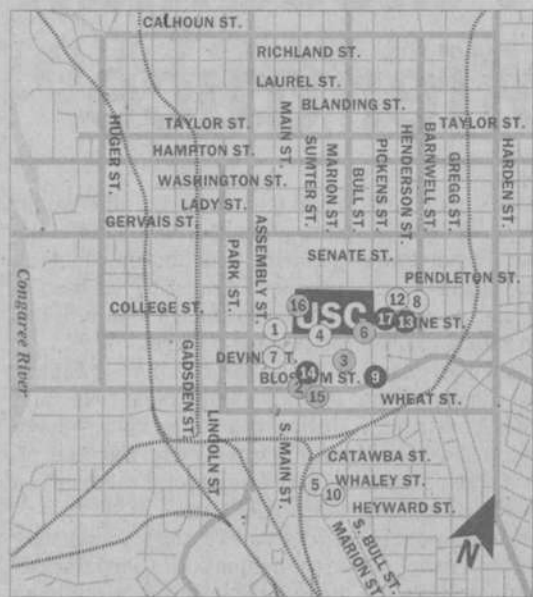 CALHOUN ST.
RICHLAND ST.
LAUREL ST.
BLANDING ST.
TAYLOR ST.
TAYLOR ST.
HAMPTON ST.
WASHINGTON ST.
LADY ST.
GERVAIS ST.
HUGER ST.
MAIN ST.
SUMTER ST.
MARION ST.
BULL ST.
PICKENS ST.
HENDERSON ST.
BARNWELL ST.
GREGG ST.
HARDEN ST.
SENATE ST.
PENDLETON ST.
PARK ST.
ASSEMBLY ST.
COLLEGE ST.
Congaree River
16
USC
12
8
17
13
INE ST.
1
4
6
DEVIN
T.
7
3
GADSDEN ST.
14
BLOS
M ST.
9
2
15
WHEAT ST.
LINCOLN ST
S. MAIN ST.
CATAWBA ST.
5
WHALEY ST.
10
HEYWARD ST.
S. BULL ST.
MARION ST
N